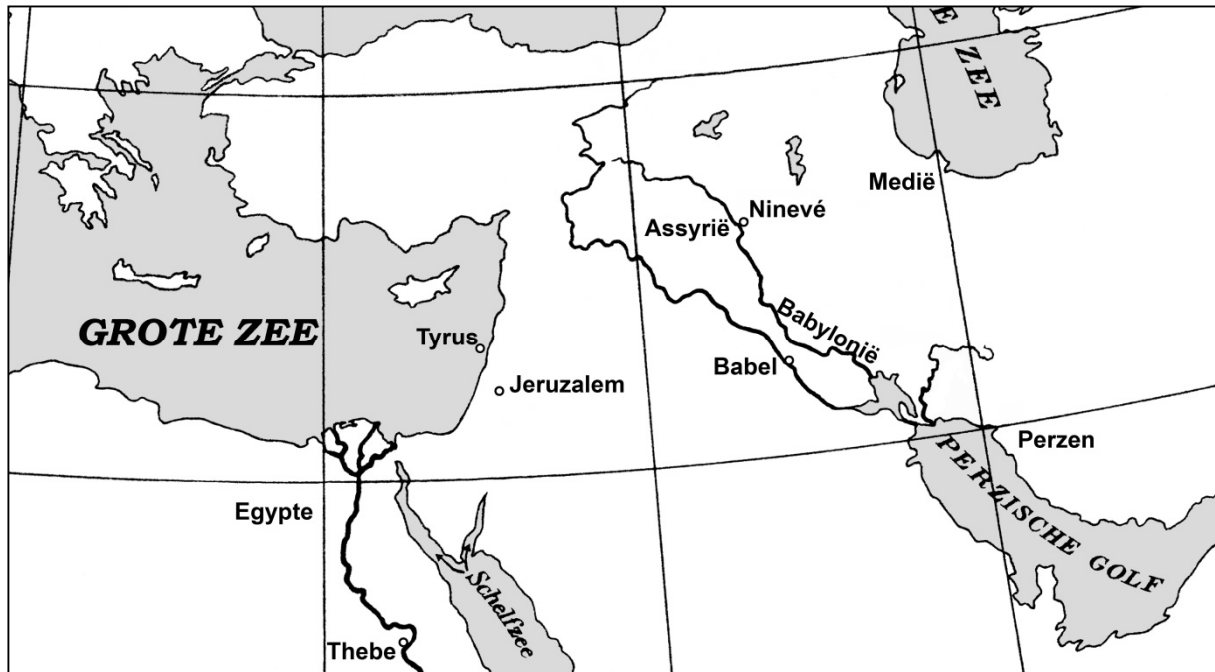 E ZEE
Medië
Ninevé
Assyrië
GROTE ZEE
Tyrus
Babylonië
Babel
Jeruzalem
Perzen
PERZISCHE GOLF
Egypte
Schelfzee
Thebe